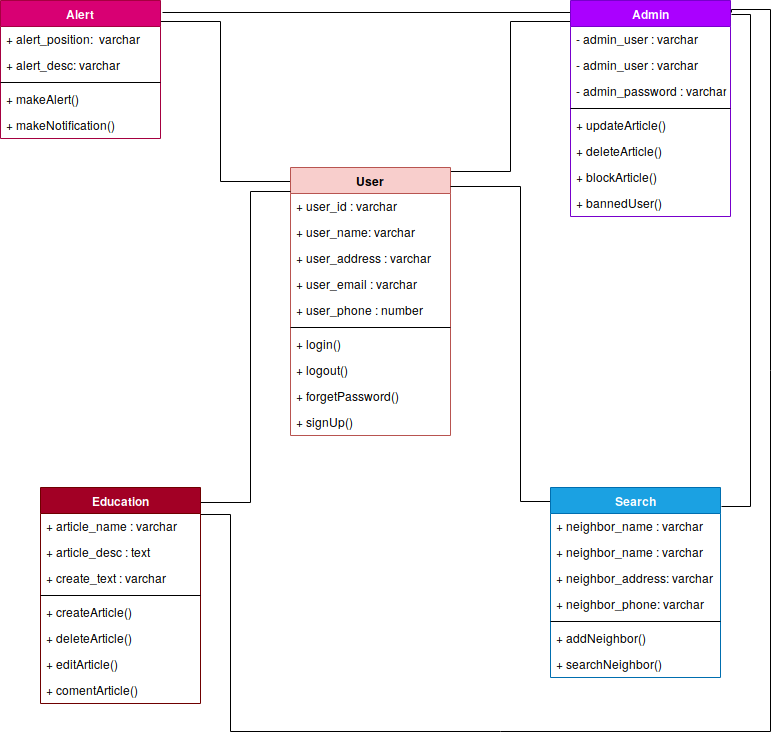 Alert
+ alert_position:  varchar
+ alert_desc: varchar
+ makeAlert()
+ makeNotification()
Admin
- admin_user : varchar
- admin_user : varchar
- admin_password : varchar
+ updateArticle()
+ deleteArticle()
+ blockArticle()
+ bannedUser()
User
+ user_id : varchar
+ user_name: varchar
+ user_address : varchar
+ user_email : varchar
+ user_phone : number
+ login()
+ logout()
+ forgetPassword()
+ signUp()
Education
+ article_name : varchar
+ article_desc : text
+ create_text : varchar
+ createArticle()
+ deleteArticle()
+ editArticle()
+ comentArticle()
Search
+ neighbor_name : varchar
+ neighbor_name : varchar
+ neighbor_address: varchar
+ neighbor_phone: varchar
+ addNeighbor()
+ searchNeighbor()